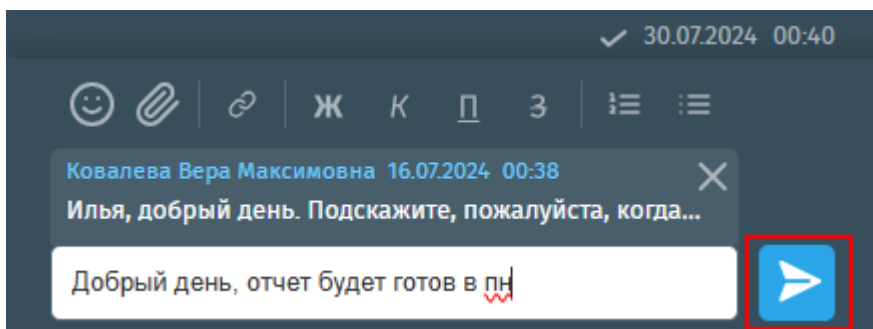 30.07.2024 00:40
Ж К П З
Ковалева Вера Максимовна 16.07.2024 00:38
Илья, добрый день. Подскажите, пожалуйста, когда...
Добрый день, отчет будет готов в пн